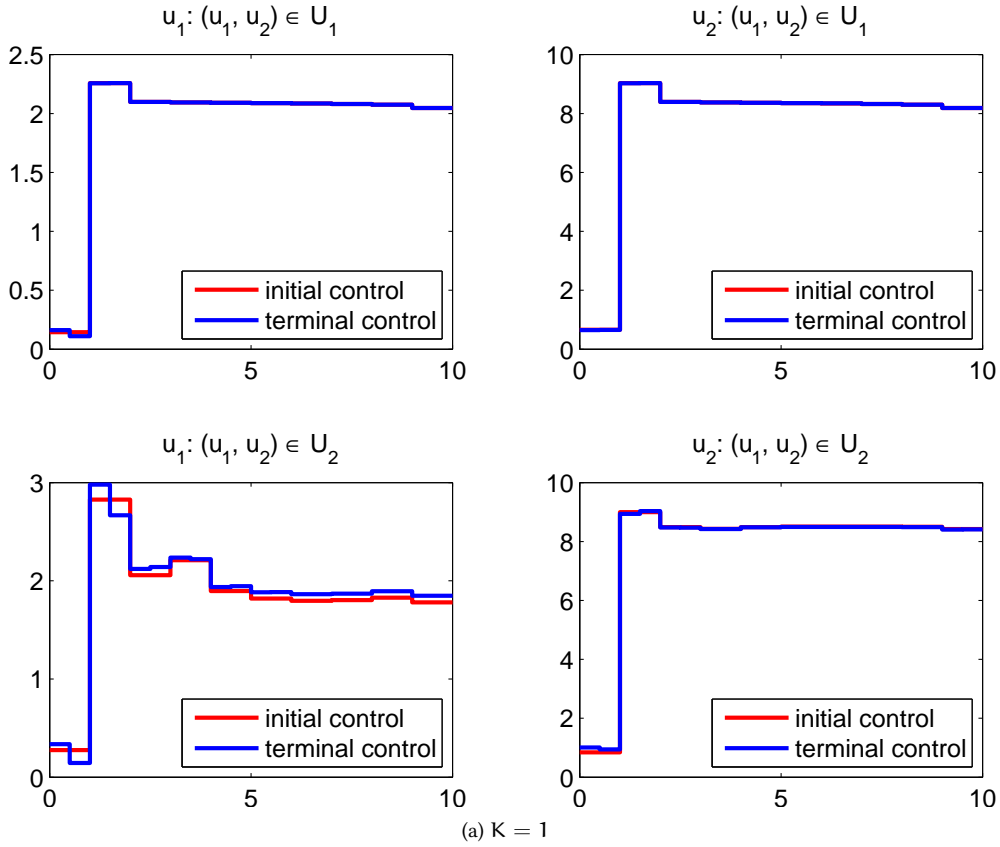 u₁: (u₁, u₂) ∈ U₁
2.5
2
1.5
1
0.5
0
0 5 10
initial control
terminal control
u₂: (u₁, u₂) ∈ U₁
10
8
6
4
2
0
0 5 10
initial control
terminal control
u₁: (u₁, u₂) ∈ U₂
3
2
1
0
0 5 10
initial control
terminal control
u₂: (u₁, u₂) ∈ U₂
10
8
6
4
2
0
0 5 10
initial control
terminal control
(a) K = 1